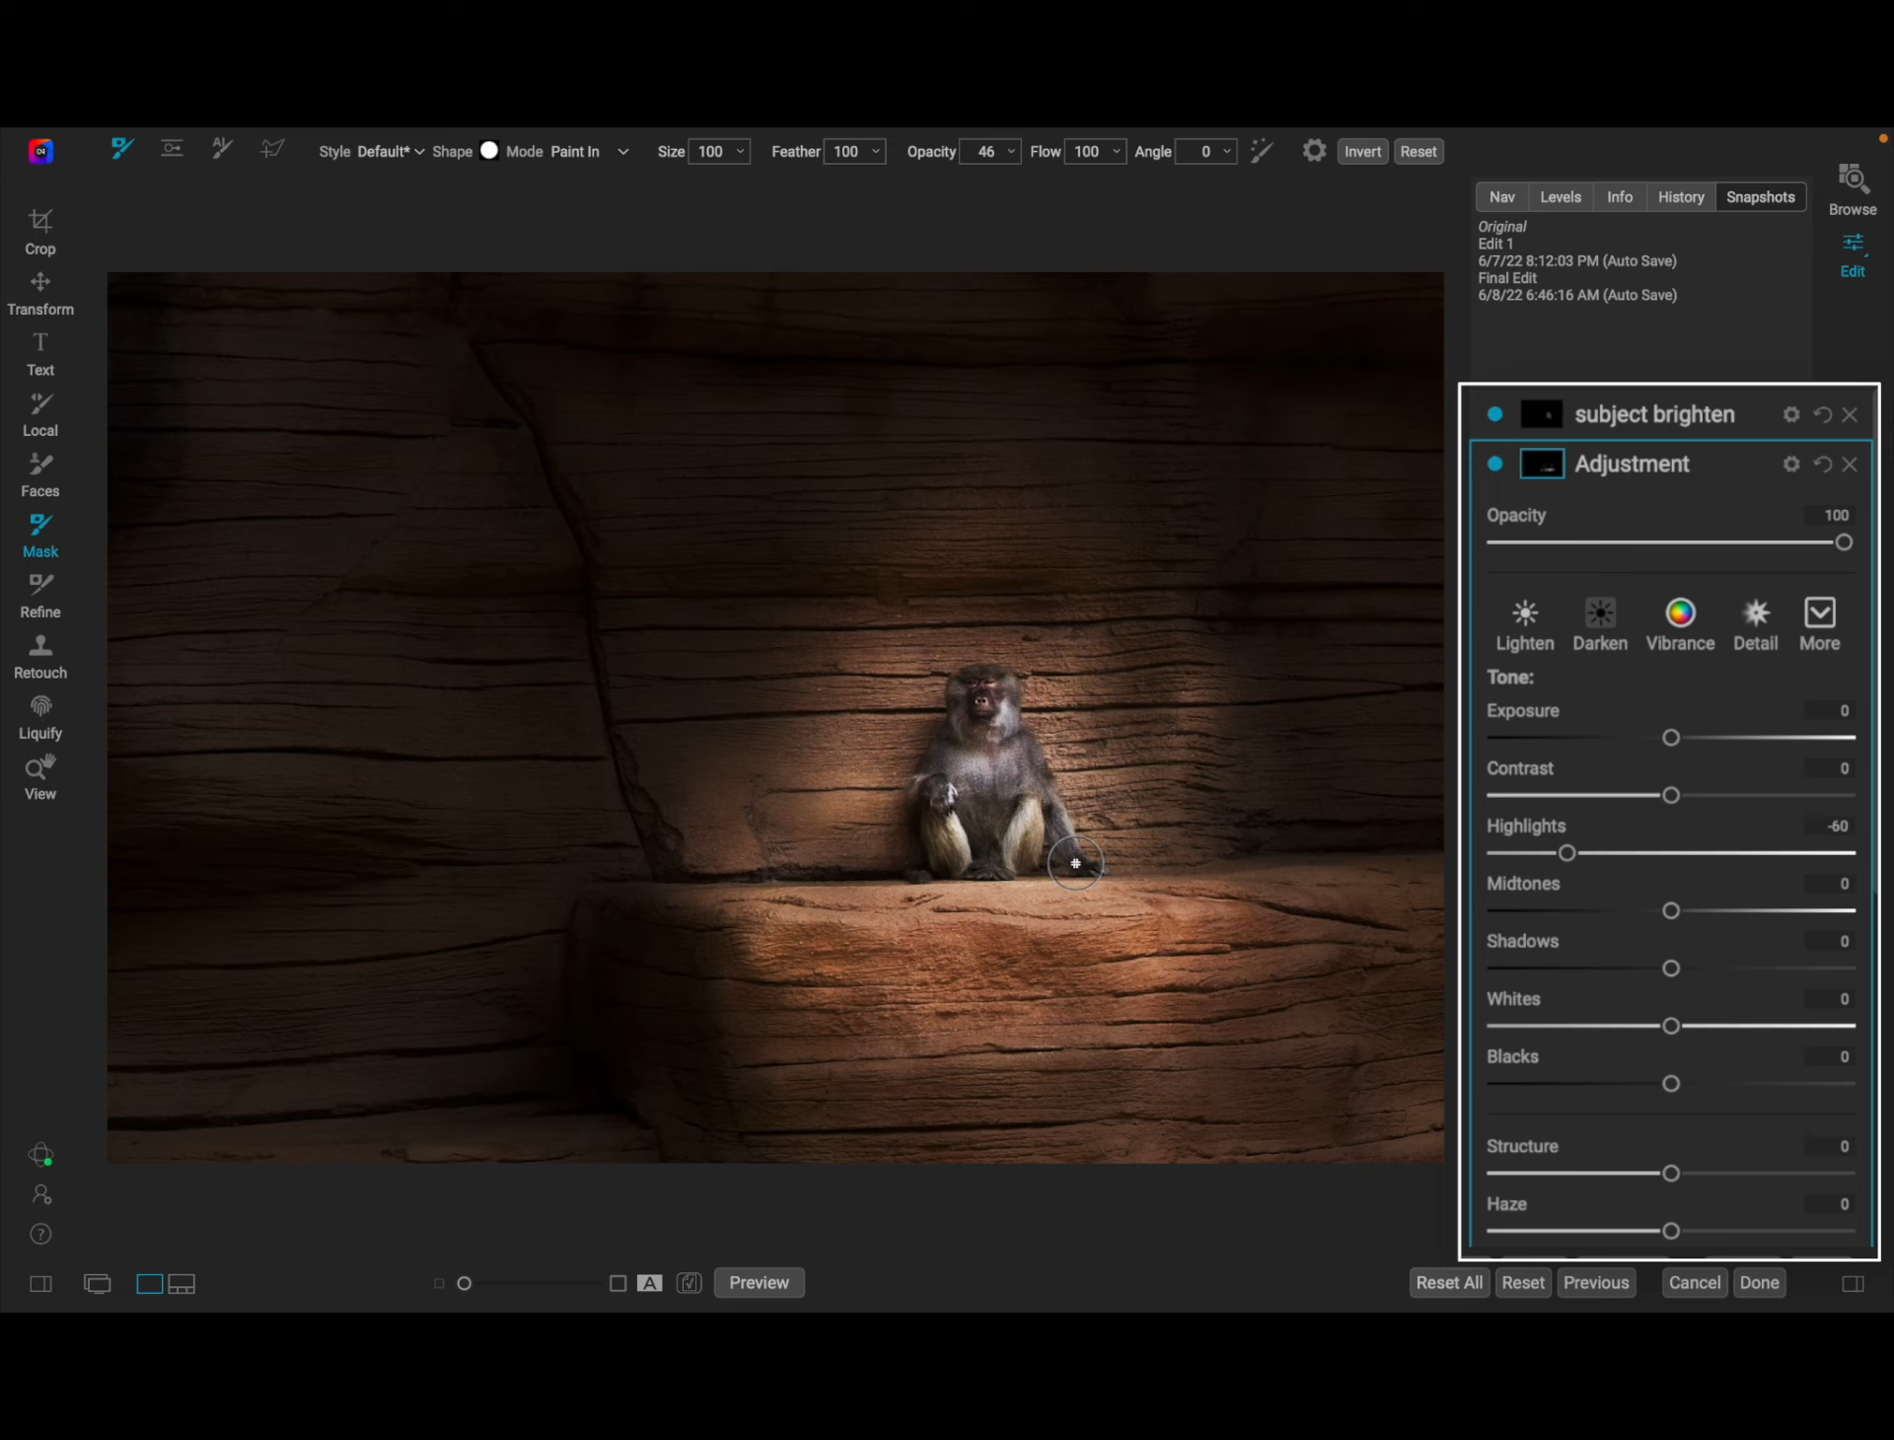 Style Default* Shape Mode Paint In Size 100 Feather 100 Opacity 46 Flow 100 Angle 0 Invert Reset
Crop
Transform
Text
Local
Faces
Mask
Refine
Retouch
Liquify
View
Nav Levels Info History Snapshots
Original
Edit 1
6/7/22 8:12:03 PM (Auto Save)
Final Edit
6/8/22 6:46:16 AM (Auto Save)
Browse
Edit
subject brighten
Adjustment
Opacity 100
Lighten Darken Vibrance Detail More
Tone:
Exposure 0
Contrast 0
Highlights -60
Midtones 0
Shadows 0
Whites 0
Blacks 0
Structure 0
Haze 0
A Preview
Reset All Reset Previous Cancel Done